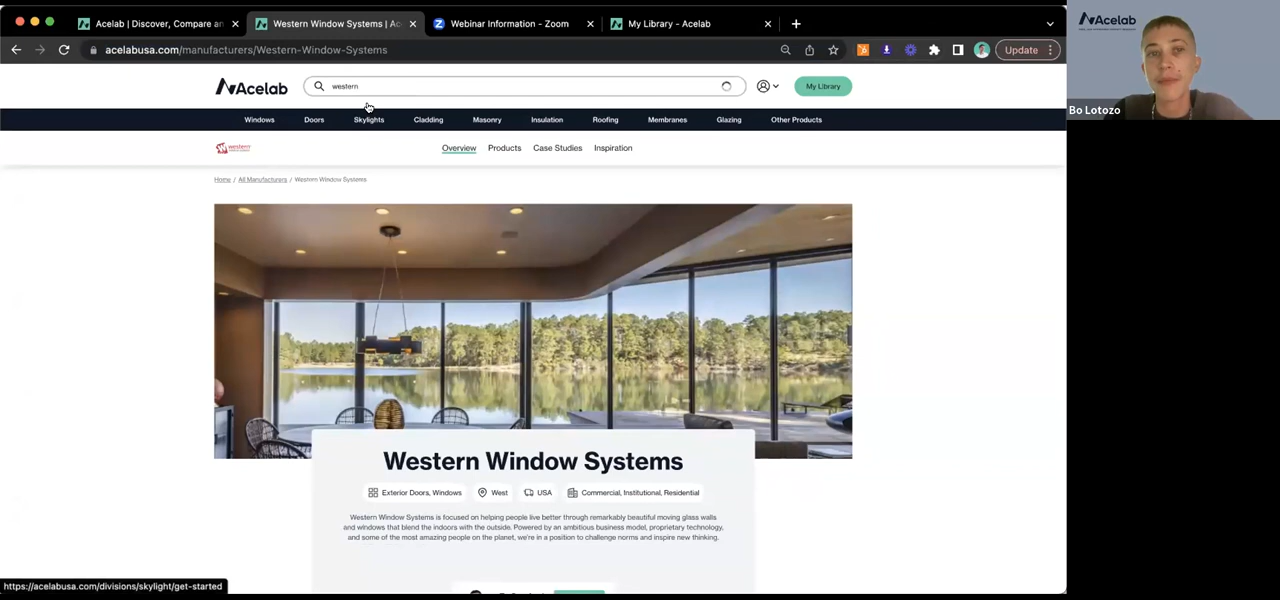 Acelab | Discover, Compare an
Western Window Systems | Ac
Webinar Information - Zoom
My Library - Acelab
acelabusa.com/manufacturers/Western-Window-Systems
Update
Acelab
Bo Lotozo
Acelab
western
My Library
Windows
Doors
Skylights
Cladding
Masonry
Insulation
Roofing
Membranes
Glazing
Other Products
western
Overview
Products
Case Studies
Inspiration
Home / All Manufacturers / Western Window Systems
Western Window Systems
Exterior Doors, Windows
West
USA
Commercial, Institutional, Residential
Western Window Systems is focused on helping people live better through remarkably beautiful moving glass walls
and windows that blend the indoors with the outside. Powered by an ambitious business model, proprietary technology,
and some of the most amazing people on the planet, we're in a position to challenge norms and inspire new thinking.
https://acelabusa.com/divisions/skylight/get-started